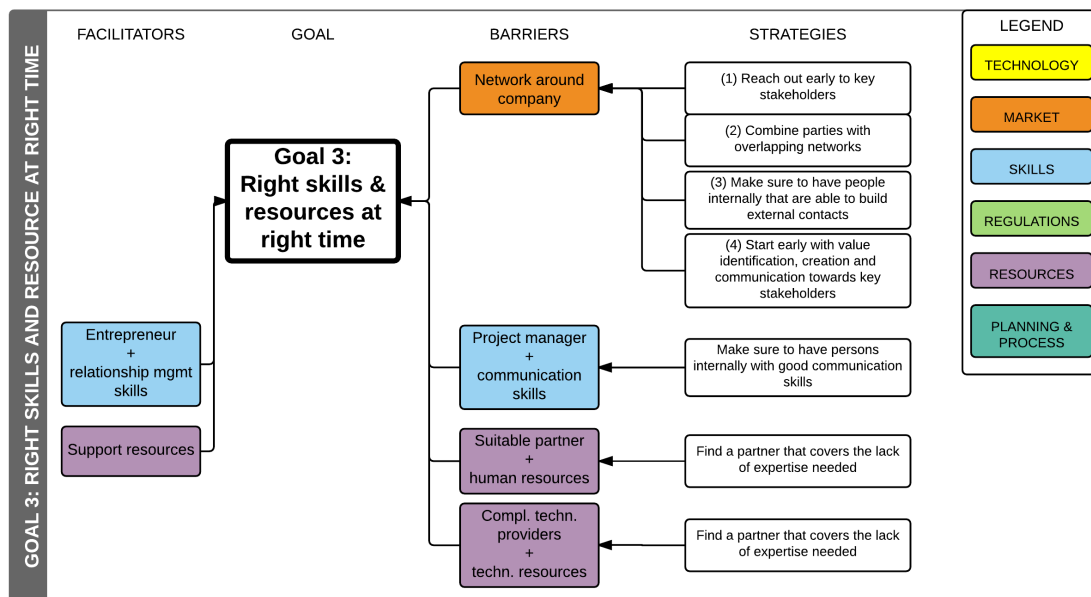 GOAL 3: RIGHT SKILLS AND RESOURCE AT RIGHT TIME
FACILITATORS
GOAL
BARRIERS
STRATEGIES
Entrepreneur
+
relationship mgmt
skills
Support resources
Goal 3:
Right skills &
resources at
right time
Network around
company
Project manager
+
communication
skills
Suitable partner
+
human resources
Compl. techn.
providers
+
techn. resources
(1) Reach out early to key
stakeholders
(2) Combine parties with
overlapping networks
(3) Make sure to have people
internally that are able to build
external contacts
(4) Start early with value
identification, creation and
communication towards key
stakeholders
Make sure to have persons
internally with good communication
skills
Find a partner that covers the lack
of expertise needed
Find a partner that covers the lack
of expertise needed
LEGEND
TECHNOLOGY
MARKET
SKILLS
REGULATIONS
RESOURCES
PLANNING &
PROCESS